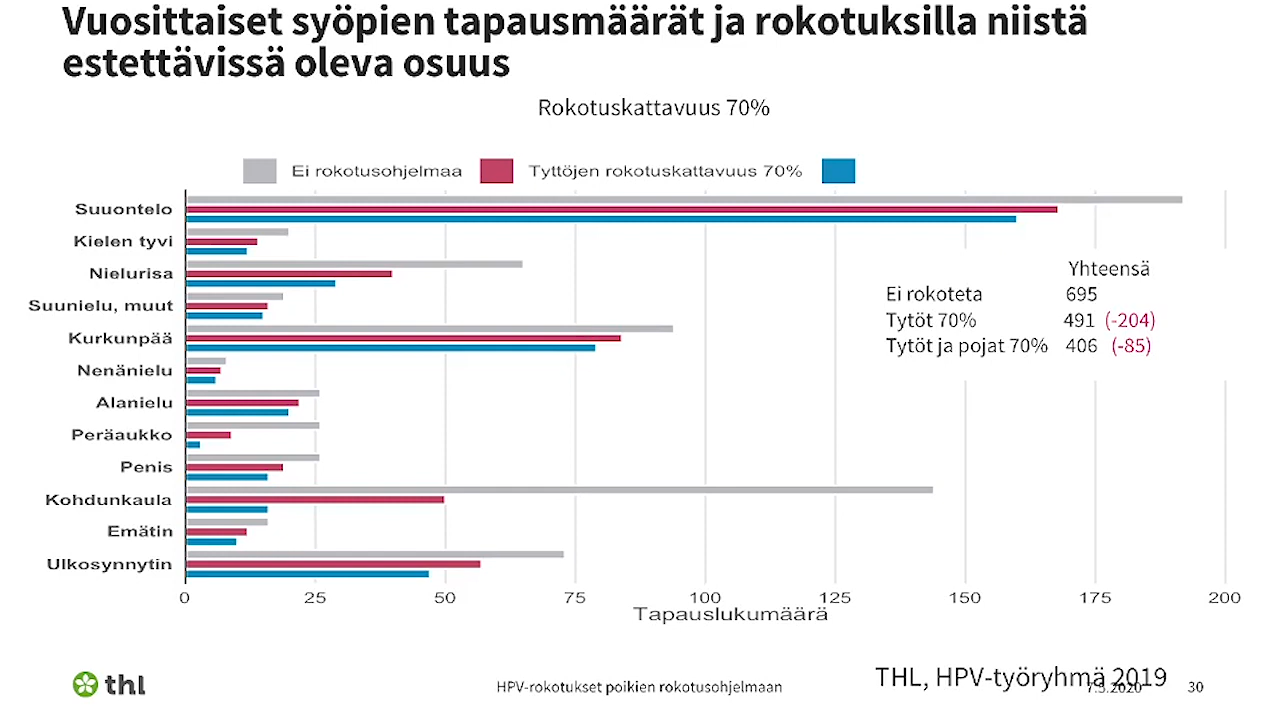 Vuosittaiset syöpien tapausmäärät ja rokotuksilla niistä
estettävissä oleva osuus
Rokotuskattavuus 70%
Ei rokotusohjelmaa
Tyttöjen rokotuskattavuus 70%
Suuontelo
Kielen tyvi
Nielurisa
Suunielu, muut
Kurkunpää
Nenänielu
Alanielu
Peräaukko
Penis
Kohdunkaula
Emätin
Ulkosynnytin
Yhteensä
Ei rokoteta 695
Tytöt 70% 491 (-204)
Tytöt ja pojat 70% 406 (-85)
0 25 50 75 100 125 150 175 200
Tapauslukumäärä
thl
HPV-rokotukset poikien rokotusohjelmaan
THL, HPV-työryhmä 2019
7.5.2020
30